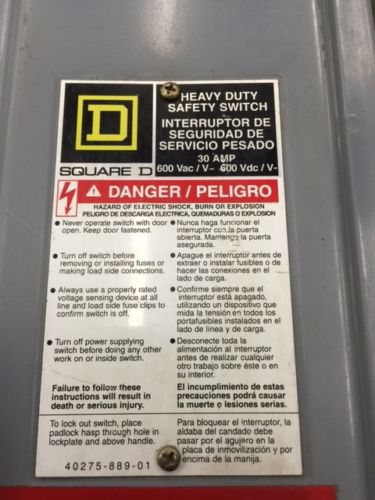 D
SQUARE D
HEAVY DUTY
SAFETY SWITCH
INTERRUPTOR DE
SEGURIDAD DE
SERVICIO PESADO
30 AMP
600 Vac / V~ 600 Vdc / V-
DANGER / PELIGRO
HAZARD OF ELECTRIC SHOCK, BURN OR EXPLOSION
PELIGRO DE DESCARGA ELECTRICA, QUEMADURAS O EXPLOSION
● Never operate switch with door
open. Keep door fastened.
● Nunca haga funcionar el
interruptor con la puerta
abierta. Mantenga la puerta
asegurada.
● Turn off switch before
removing or installing fuses or
making load side connections.
● Apague el interruptor antes de
extraer o instalar fusibles o de
hacer las conexiones en el
lado de carga.
● Always use a properly rated
voltage sensing device at all
line and load side fuse clips to
confirm switch is off.
● Confirme siempre que el
interruptor está apagado,
utilizando un dispositivo que
mida la tensión en todos los
portafusibles instalados en el
lado de línea y de carga.
● Turn off power supplying
switch before doing any other
work on or inside switch.
● Desconecte toda la
alimentación al interruptor
antes de realizar cualquier
otro trabajo sobre éste o en
su interior.
Failure to follow these
instructions will result in
death or serious injury.
El incumplimiento de estas
precauciones podrá causar
la muerte o lesiones serias.
To lock out switch, place
padlock hasp through hole in
lockplate and above handle.
Para bloquear el interruptor, la
aldaba del candado debe
pasar por el agujero en la
placa de inmovilización y por
encima de la manija.
40275-889-01